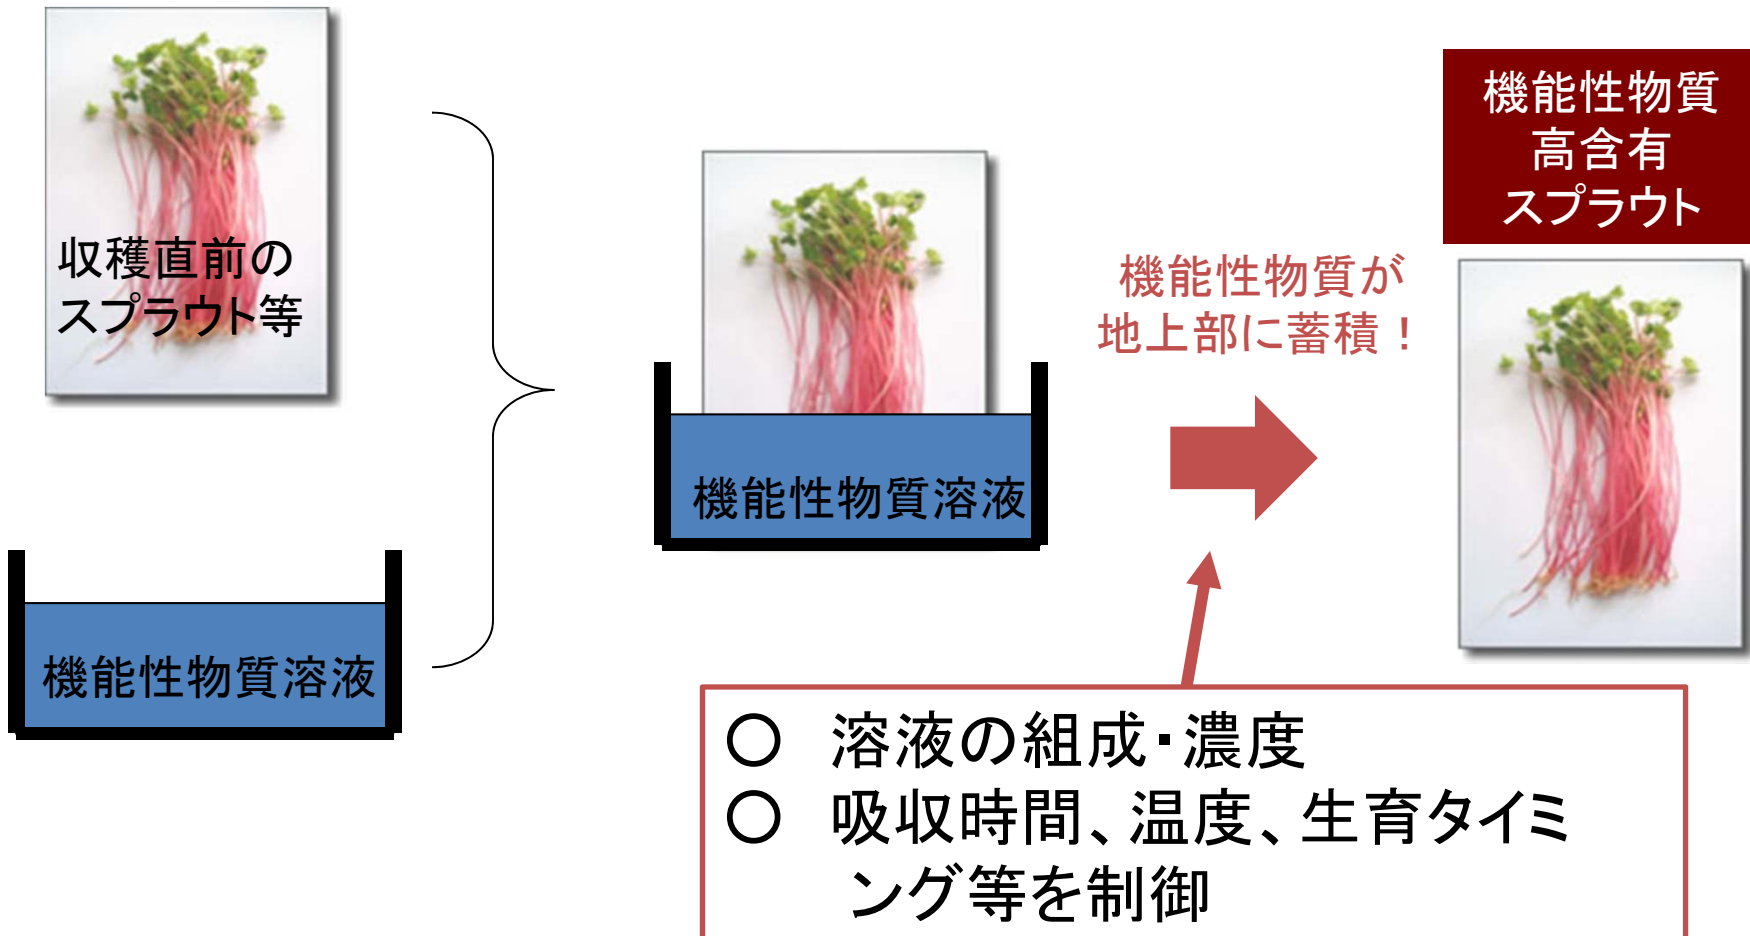 収穫直前の
スプラウト等
機能性物質溶液
機能性物質溶液
機能性物質が
地上部に蓄積！
機能性物質
高含有
スプラウト
○ 溶液の組成・濃度
○ 吸収時間、温度、生育タイミ
ング等を制御